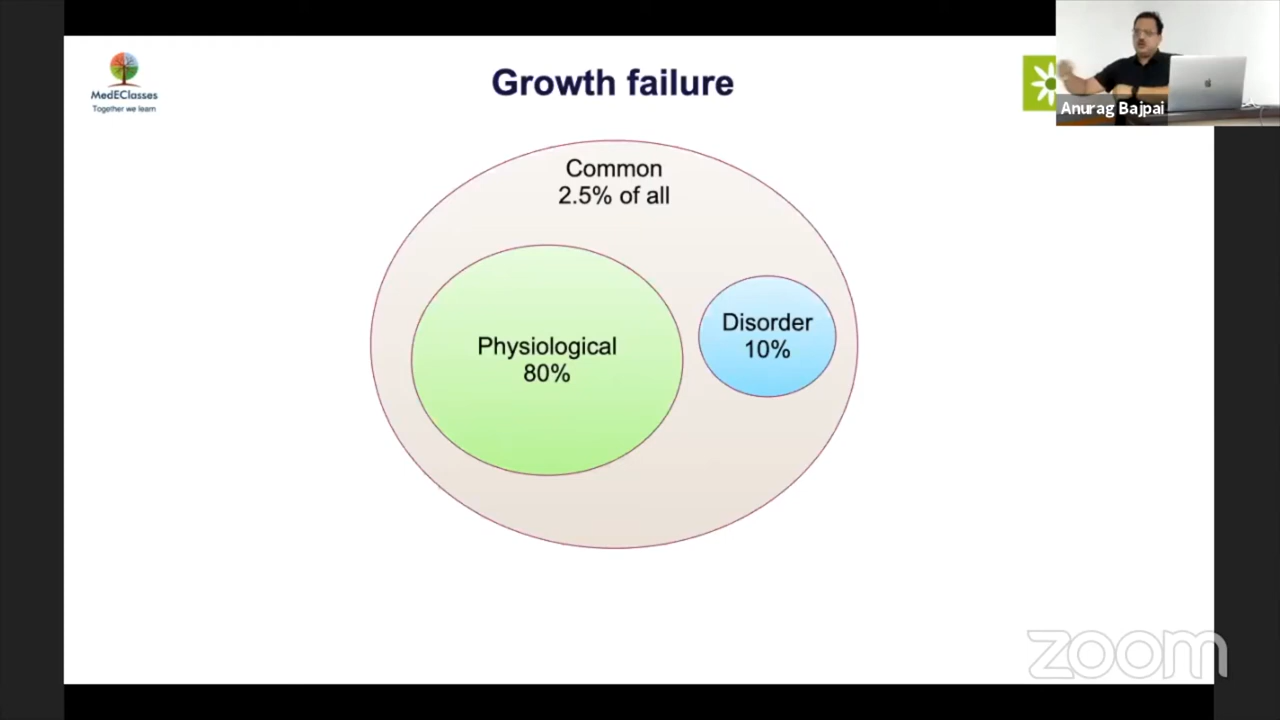 MedEClasses
Together we learn
Growth failure
Anurag Bajpai
Common
2.5% of all
Physiological
80%
Disorder
10%
zoom